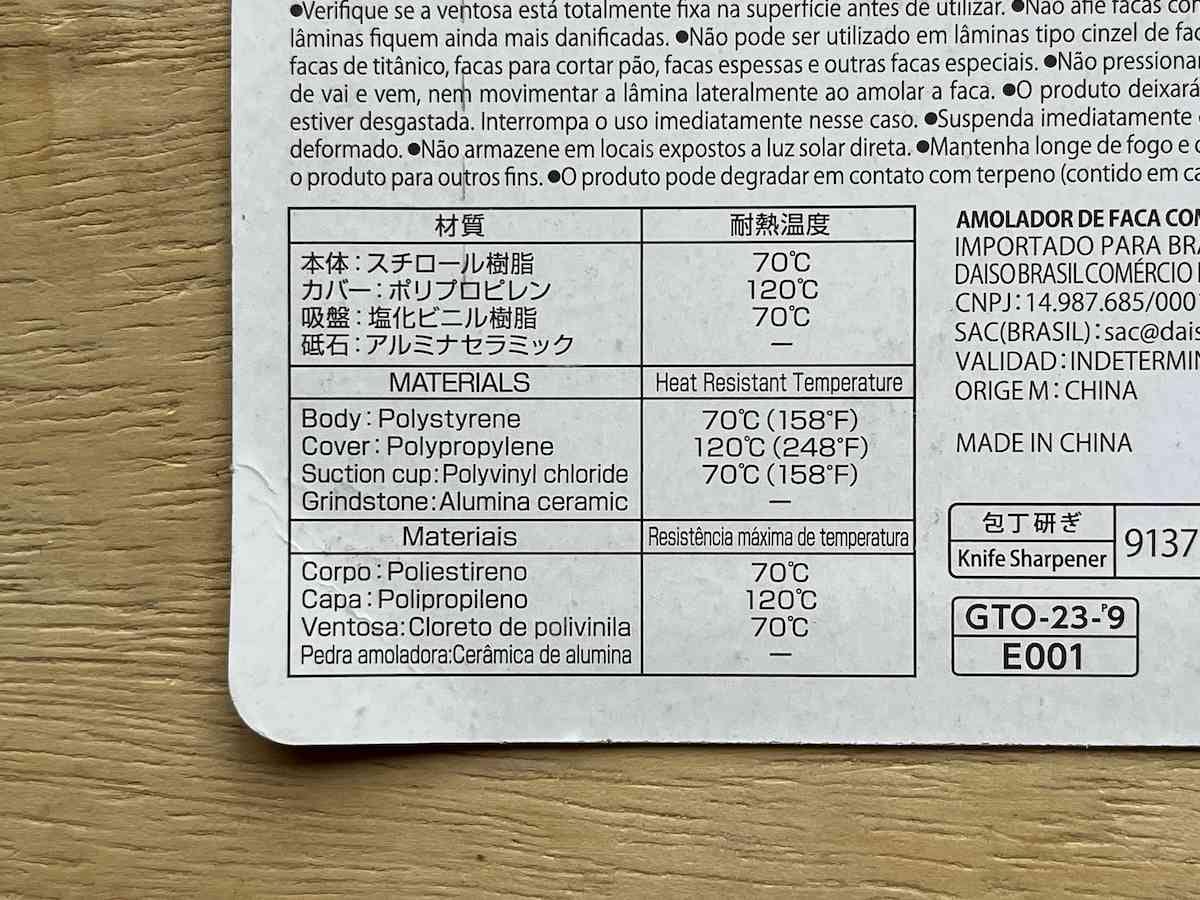 ●Verifique se a ventosa está totalmente fixa na superfície antes de utilizar. ●Não afie facas
lâminas fiquem ainda mais danificadas. ●Não pode ser utilizado em lâminas tipo cinzel de
facas de titânico, facas para cortar pão, facas espessas e outras facas especiais. ●Não
de vai e vem, nem movimentar a lâmina lateralmente ao amolar a faca. ●O produto deixará
estiver desgastada. Interrompa o uso imediatamente nesse caso. ●Suspenda imediatamente
deformado. ●Não armazene em locais expostos a luz solar direta. ●Mantenha longe de fogo e
o produto para outros fins. ●O produto pode degradar em contato com terpeno (contido em
材質 耐熱温度
本体:スチロール樹脂 70℃
カバー:ポリプロピレン 120℃
吸盤:塩化ビニル樹脂 70℃
砥石:アルミナセラミック —
MATERIALS Heat Resistant Temperature
Body:Polystyrene 70℃(158°F)
Cover:Polypropylene 120℃(248°F)
Suction cup:Polyvinyl chloride 70℃(158°F)
Grindstone:Alumina ceramic —
Materiais Resistência máxima de temperatura
Corpo:Poliestireno 70℃
Capa:Polipropileno 120℃
Ventosa:Cloreto de polivinila 70℃
Pedra amoladora:Cerâmica de alumina —
AMOLADOR DE FACA
IMPORTADO PARA
DAISO BRASIL COMÉRCIO
CNPJ:14.987.685/000
SAC(BRASIL):sac@dais
VALIDAD:INDETERMIN
ORIGE M:CHINA
MADE IN CHINA
包丁研ぎ
Knife Sharpener
9137
GTO-23-P9
E001